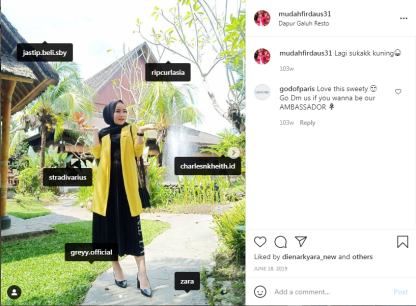 jastip.beli.sby
ripcurlasia
charlesnkheith.id
stradivarius
greyy.official
zara
mudahfirdaus31
Dapur Galuh Resto
mudahfirdaus31 Lagi sukakk kuning😄
103w
godofparis Love this sweety 🙂
Go Dm us if you wanna be our
AMBASSADOR 👗
103w Reply
Liked by dienarkyara_new and others
JUNE 18, 2019
Add a comment...
Post